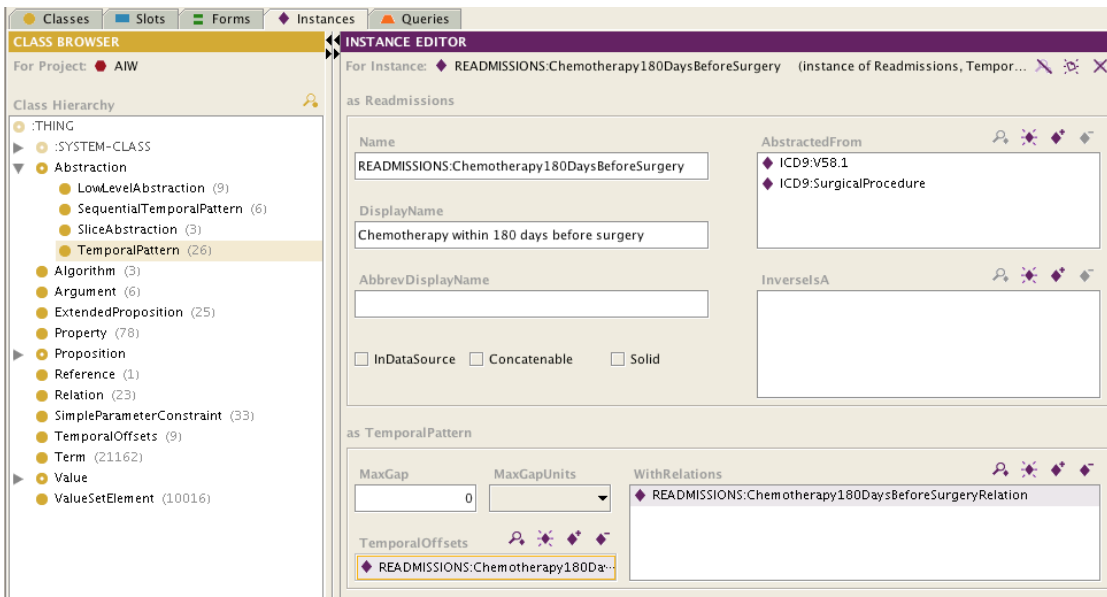 Classes Slots Forms Instances Queries
CLASS BROWSER
For Project: AIW
Class Hierarchy
:THING
:SYSTEM-CLASS
Abstraction
LowLevelAbstraction (9)
SequentialTemporalPattern (6)
SliceAbstraction (3)
TemporalPattern (26)
Algorithm (3)
Argument (6)
ExtendedProposition (25)
Property (78)
Proposition
Reference (1)
Relation (23)
SimpleParameterConstraint (33)
TemporalOffsets (9)
Term (21162)
Value
ValueSetElement (10016)
INSTANCE EDITOR
For Instance: READMISSIONS:Chemotherapy180DaysBeforeSurgery (instance of Readmissions, Tempor...
as Readmissions
Name
READMISSIONS:Chemotherapy180DaysBeforeSurgery
DisplayName
Chemotherapy within 180 days before surgery
AbbrevDisplayName
InDataSource Concatenable Solid
AbstractedFrom
ICD9:V58.1
ICD9:SurgicalProcedure
InverseIsA
as TemporalPattern
MaxGap MaxGapUnits
0
TemporalOffsets
READMISSIONS:Chemotherapy180Da...
WithRelations
READMISSIONS:Chemotherapy180DaysBeforeSurgeryRelation